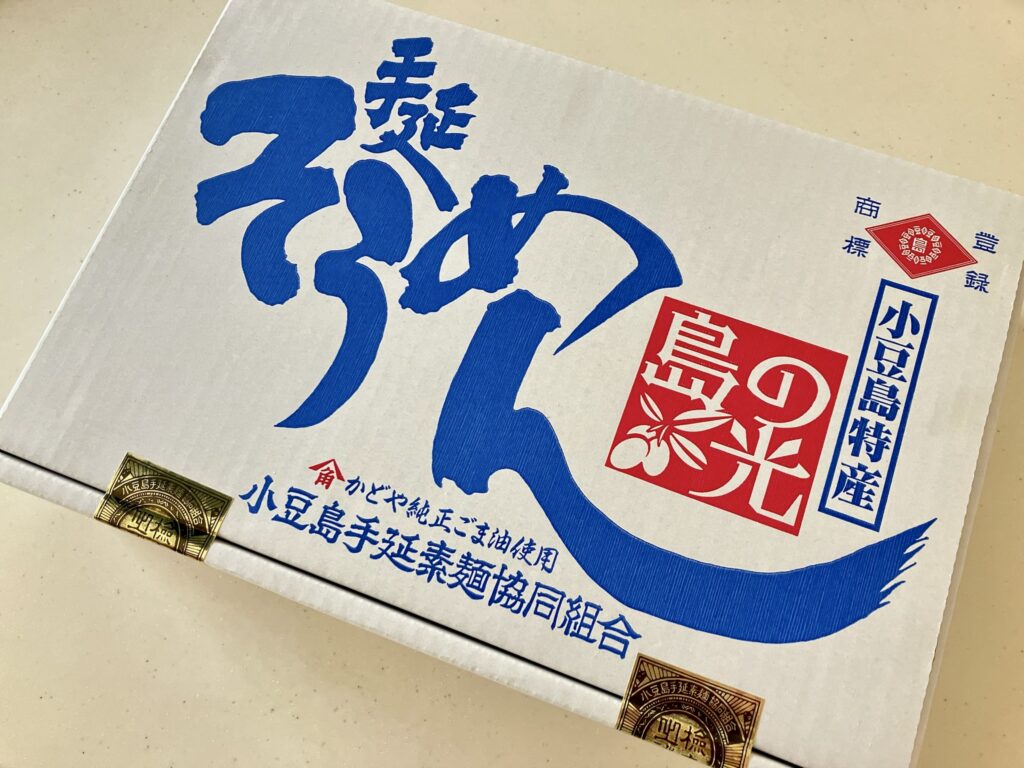 手延
そうめん
登録
商標
島
小豆島特産
島の光
角 かどや純正ごま油使用
小豆島手延素麺協同組合